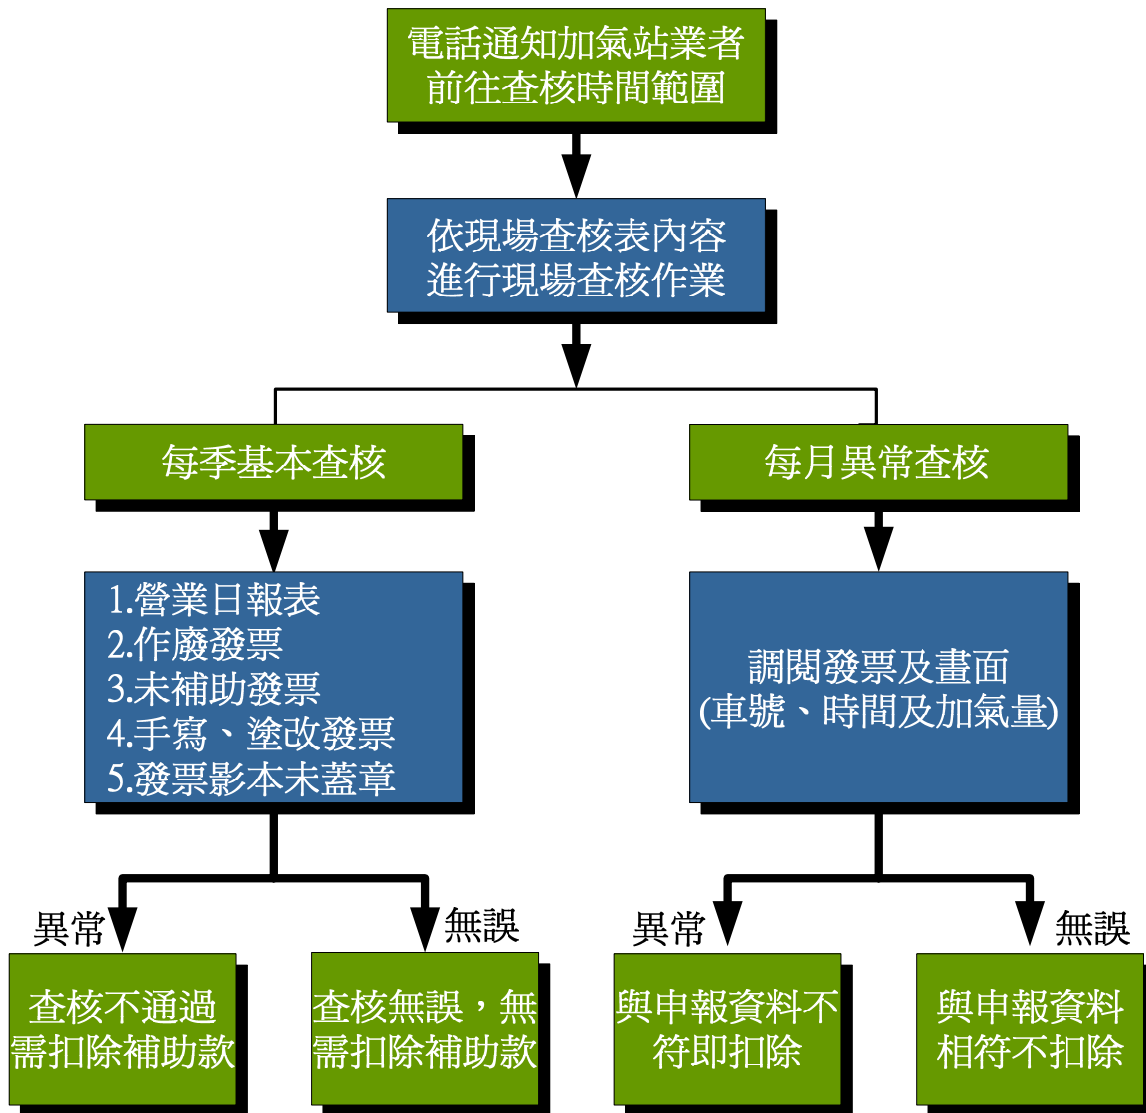 電話通知加氣站業者
前往查核時間範圍
依現場查核表內容
進行現場查核作業
每季基本查核
每月異常查核
1.營業日報表
2.作廢發票
3.未補助發票
4.手寫、塗改發票
5.發票影本未蓋章
調閱發票及畫面
(車號、時間及加氣量)
異常
無誤
異常
無誤
查核不通過
需扣除補助款
查核無誤，無
需扣除補助款
與申報資料不
符即扣除
與申報資料
相符不扣除